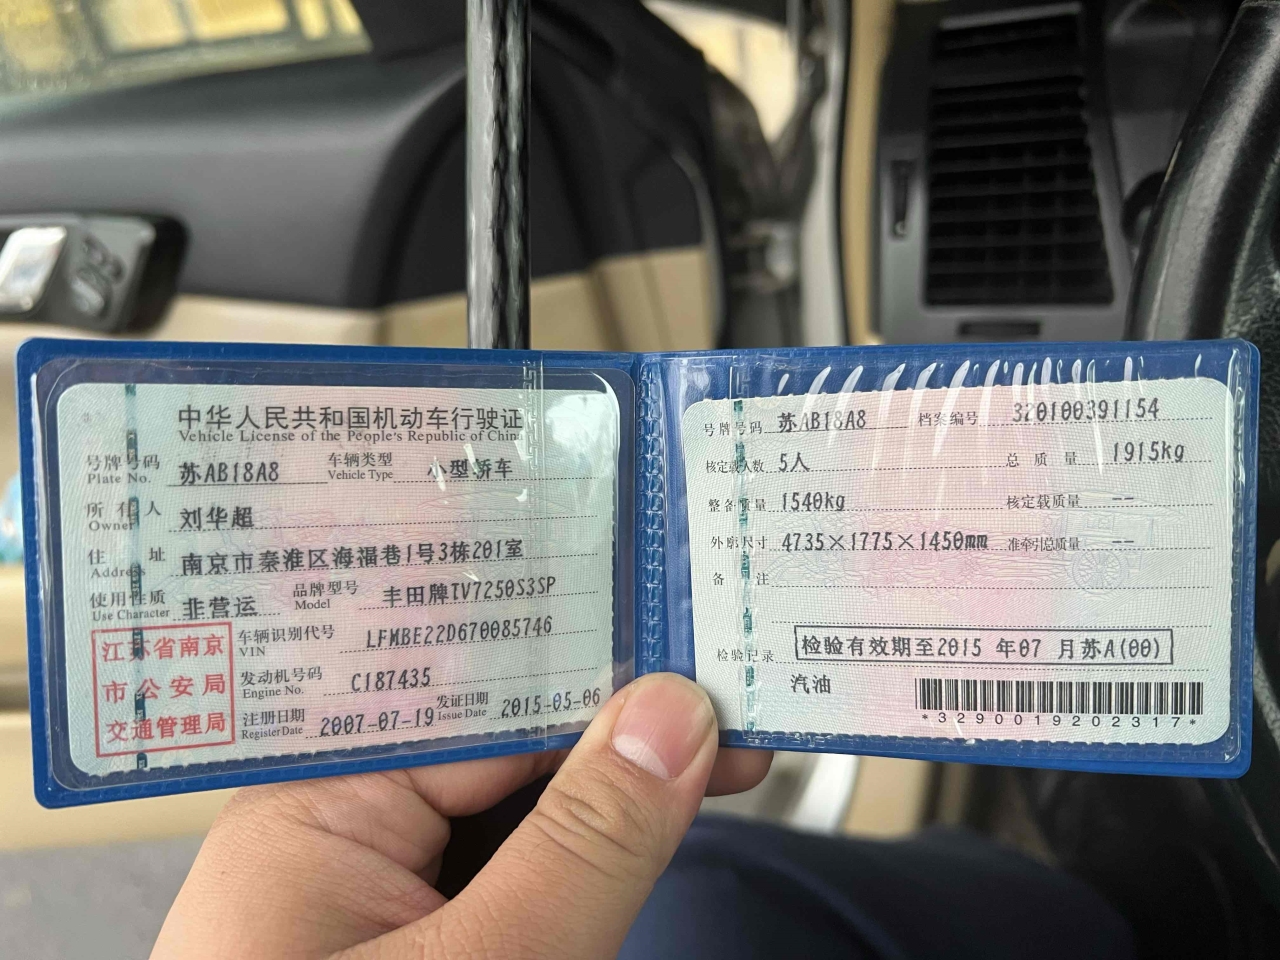 中华人民共和国机动车行驶证
Vehicle License of the People's Republic of China
号牌号码 Plate No. 苏AB18A8 车辆类型 Vehicle Type 小型轿车
所有人 Owner 刘华超
住址 Address 南京市秦淮区海福巷1号3栋201室
使用性质 Use Character 非营运 品牌型号 Model 丰田牌TV7250S3SP
江苏省南京
市公安局
交通管理局
车辆识别代号 VIN LFMBE22D670085746
发动机号码 Engine No. C187435
注册日期 Register Date 2007-07-19 发证日期 Issue Date 2015-05-06
号牌号码 苏AB18A8 档案编号 320100391154
核定载人数 5人 总质量 1915kg
整备质量 1540kg 核定载质量 --
外廓尺寸 4735×1775×1450mm 准牵引总质量 --
备注
检验记录 检验有效期至2015 年07 月苏A(00)
汽油
*3290019202317*